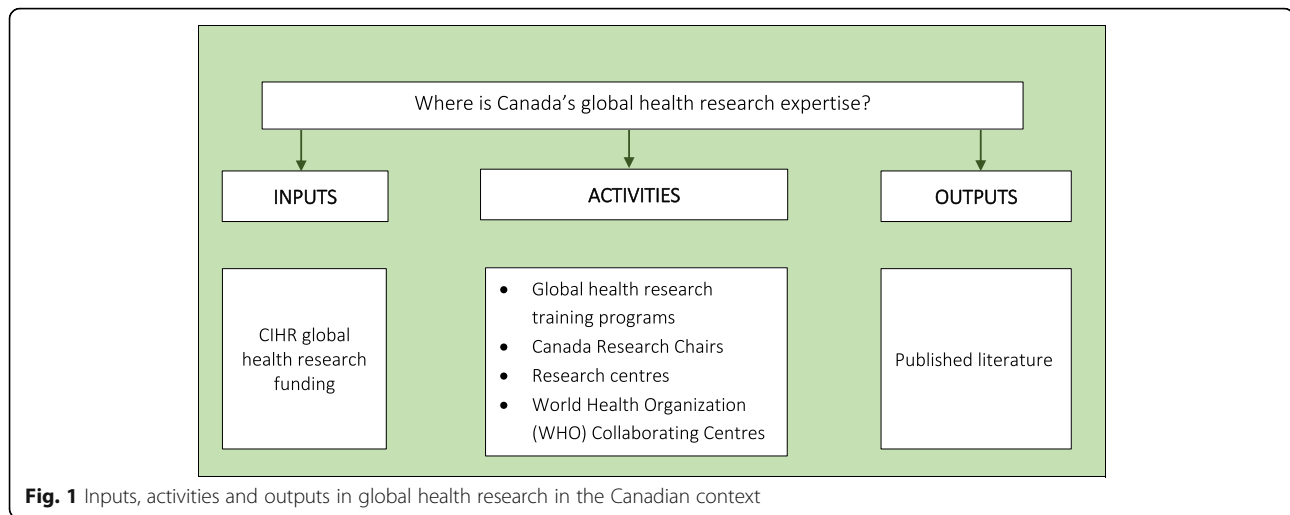 Where is Canada's global health research expertise?
INPUTS
ACTIVITIES
OUTPUTS
CIHR global
health research
funding
• Global health research
training programs
• Canada Research Chairs
• Research centres
• World Health Organization
(WHO) Collaborating Centres
Published literature
Fig. 1 Inputs, activities and outputs in global health research in the Canadian context